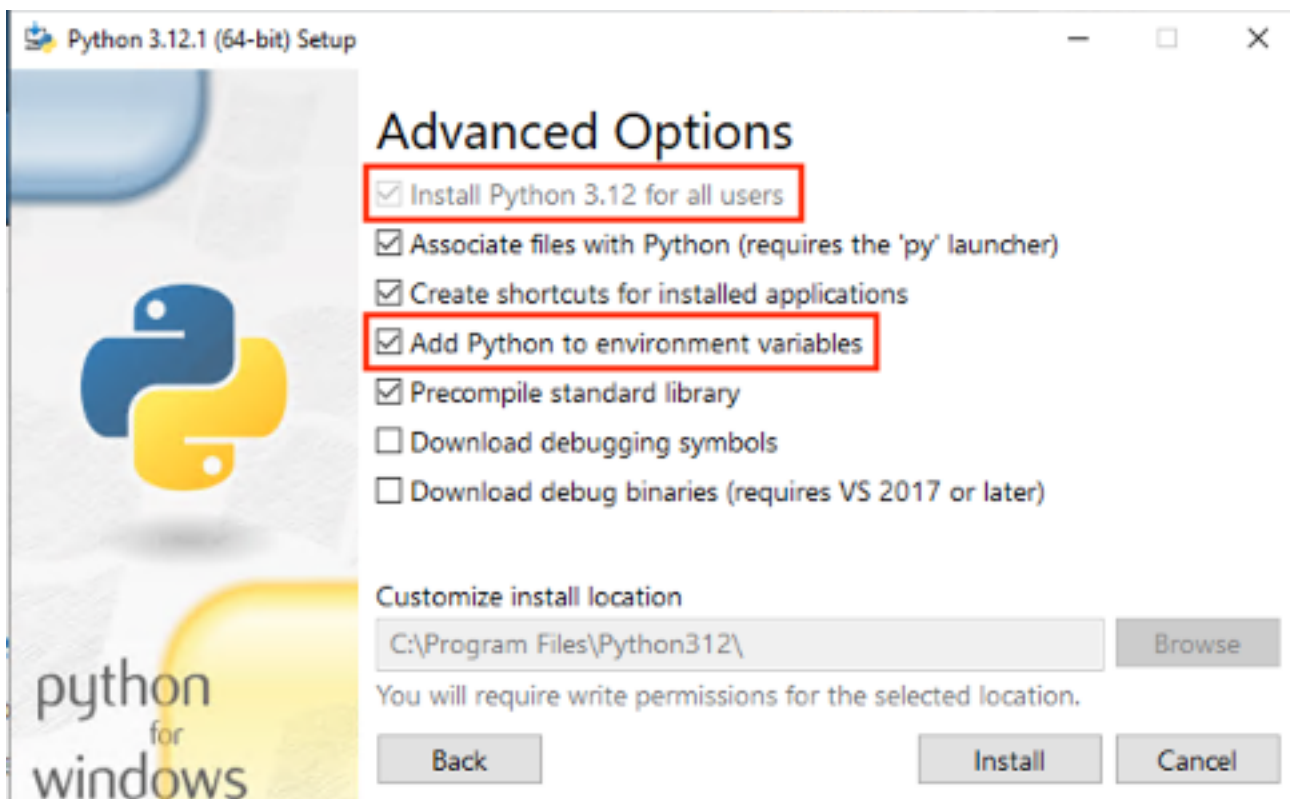 Python 3.12.1 (64-bit) Setup
Advanced Options
Install Python 3.12 for all users
Associate files with Python (requires the 'py' launcher)
Create shortcuts for installed applications
Add Python to environment variables
Precompile standard library
Download debugging symbols
Download debug binaries (requires VS 2017 or later)
Customize install location
C:\Program Files\Python312\
Browse
You will require write permissions for the selected location.
python
for
windows
Back
Install
Cancel